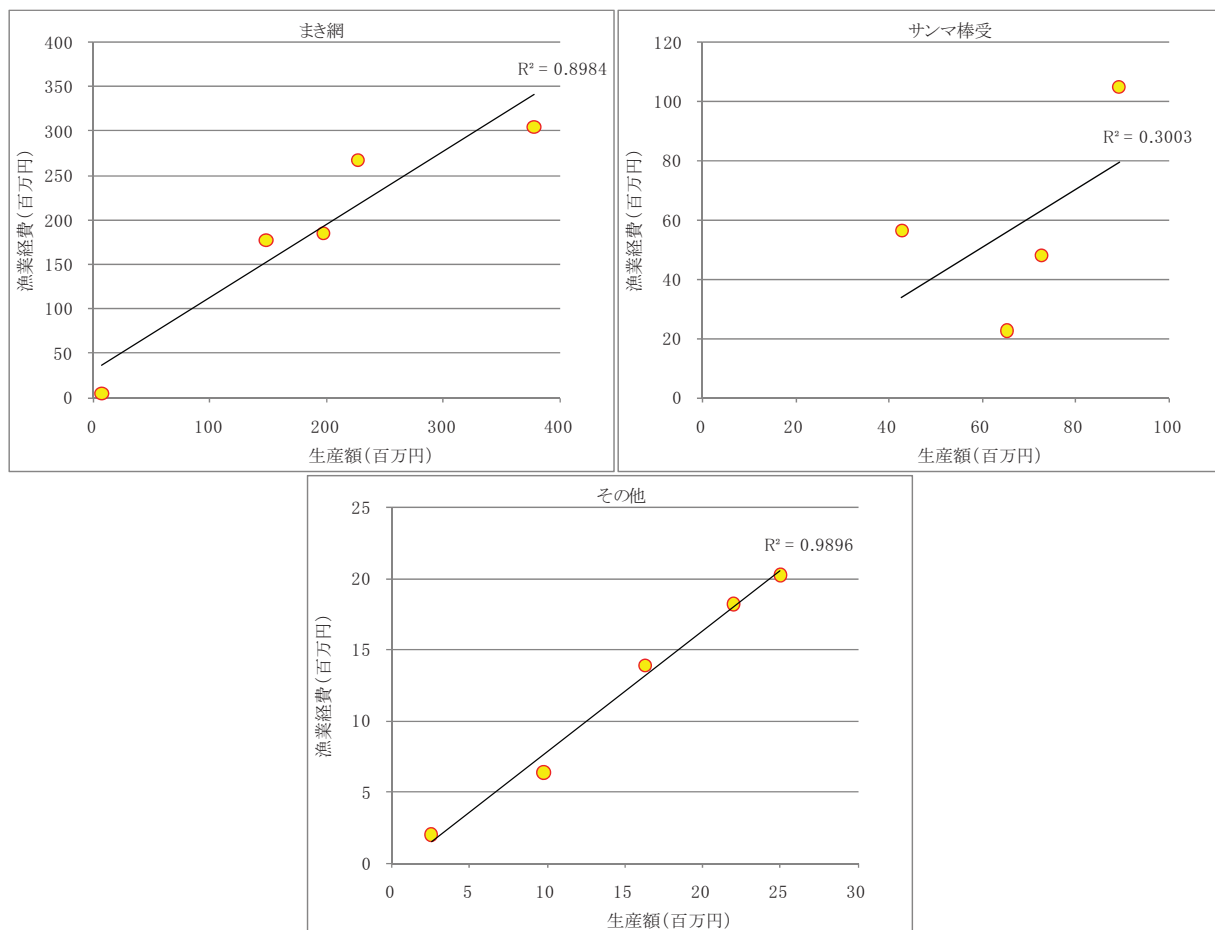 まき網
R² = 0.8984
漁業経費(百万円)
400
350
300
250
200
150
100
50
0
0 100 200 300 400
生産額(百万円)
サンマ棒受
R² = 0.3003
漁業経費(百万円)
120
100
80
60
40
20
0
0 20 40 60 80 100
生産額(百万円)
その他
R² = 0.9896
漁業経費(百万円)
25
20
15
10
5
0
0 5 10 15 20 25 30
生産額(百万円)